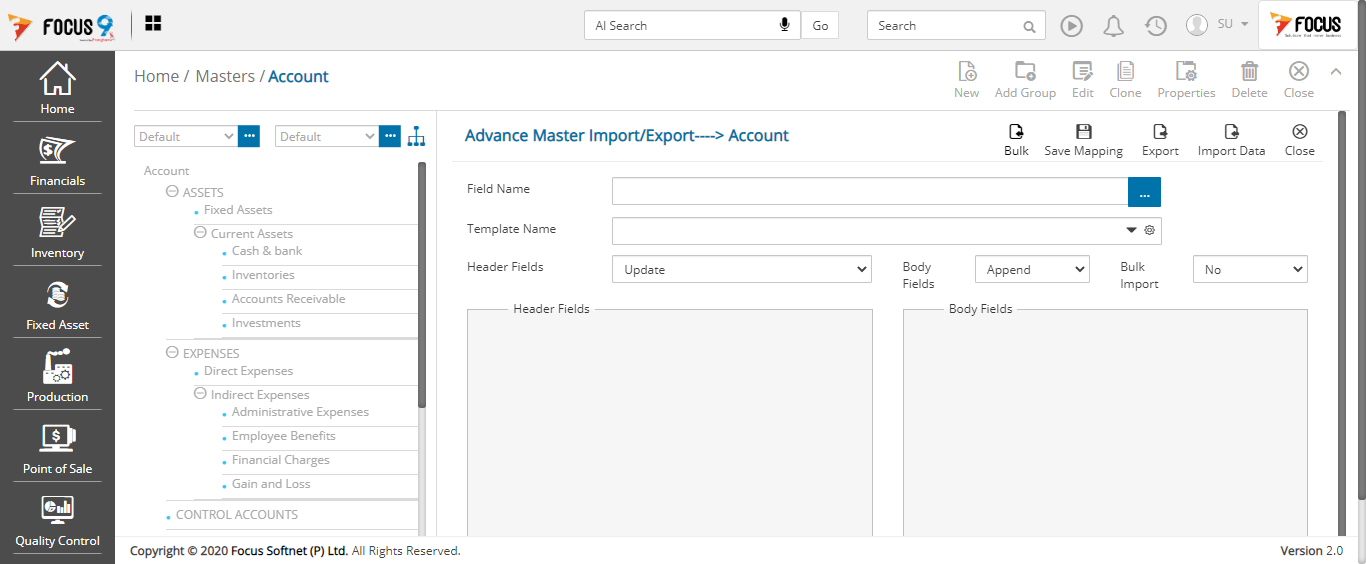 FOCUS 9
AI Search
Go
Search
SU
FOCUS
Home / Masters / Account
New
Add Group
Edit
Clone
Properties
Delete
Close
Home
Financials
Inventory
Fixed Asset
Production
Point of Sale
Quality Control
Default
...
Default
...
Account
ASSETS
Fixed Assets
Current Assets
Cash & bank
Inventories
Accounts Receivable
Investments
EXPENSES
Direct Expenses
Indirect Expenses
Administrative Expenses
Employee Benefits
Financial Charges
Gain and Loss
CONTROL ACCOUNTS
Advance Master Import/Export----> Account
Bulk
Save Mapping
Export
Import Data
Close
Field Name
...
Template Name
Header Fields
Update
Body Fields
Append
Bulk Import
No
Header Fields
Body Fields
Copyright © 2020 Focus Softnet (P) Ltd. All Rights Reserved.
Version 2.0